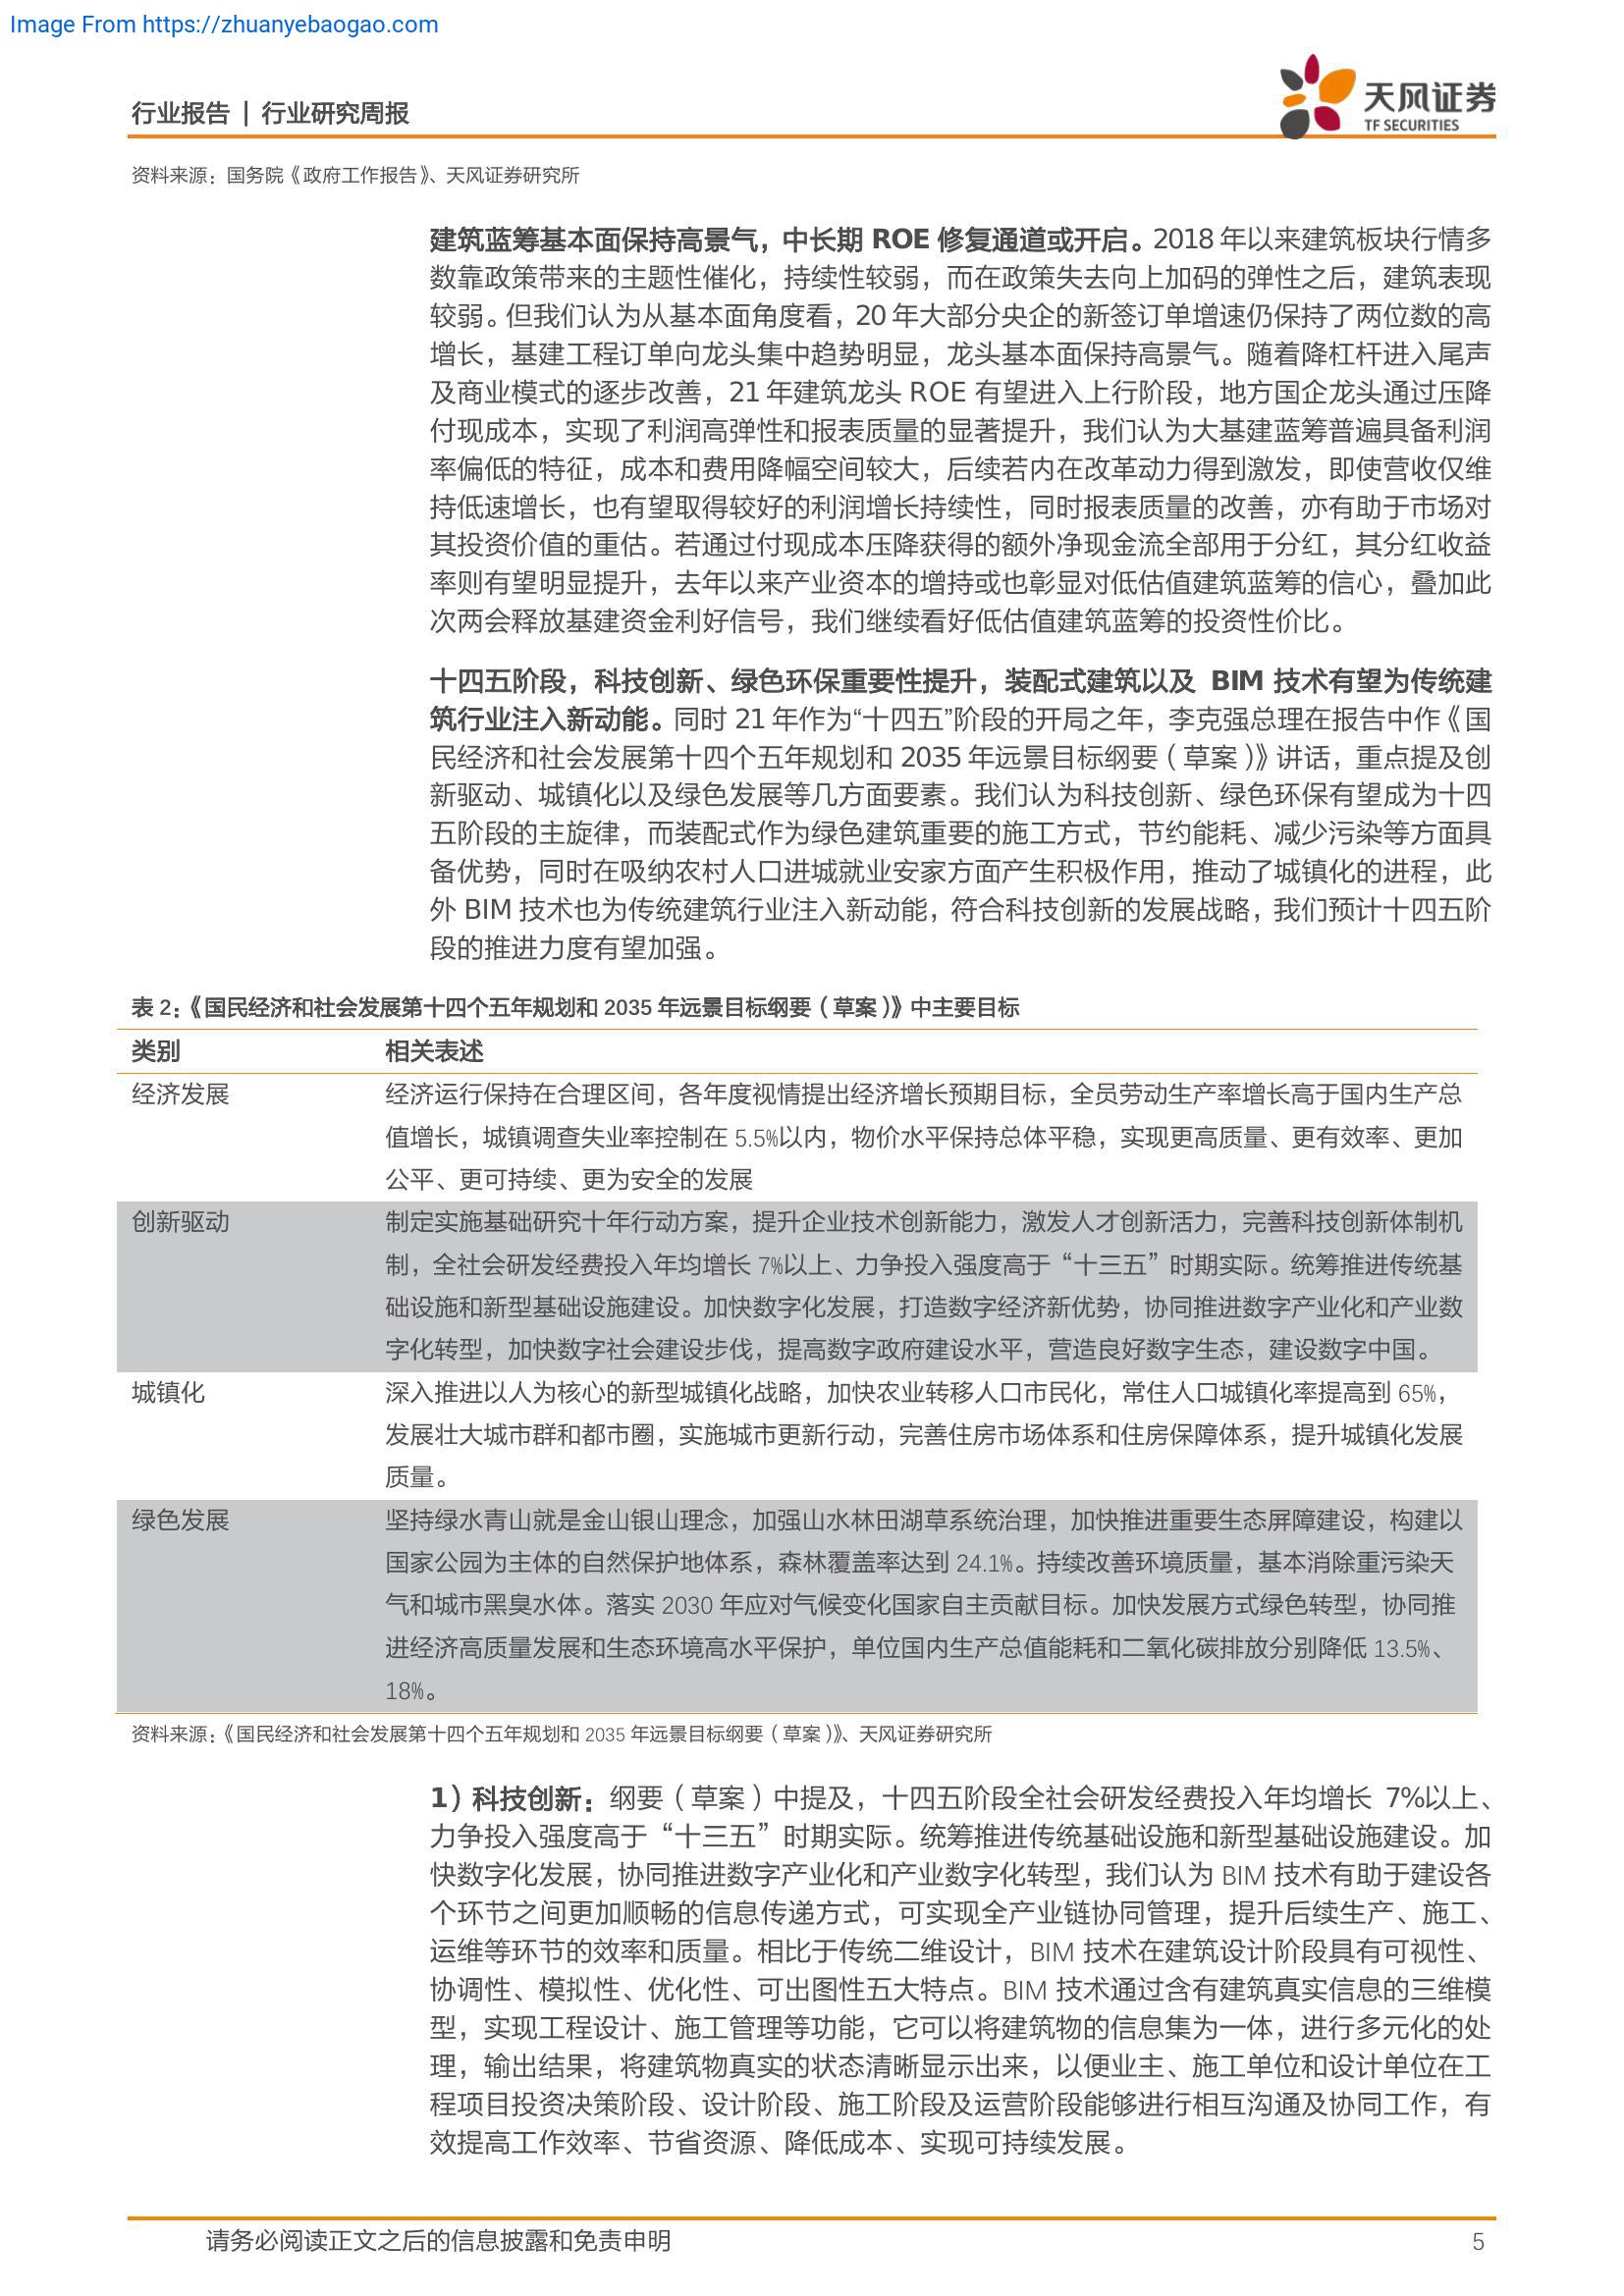 Image From https://zhuanyebaogao.com
行业报告 | 行业研究周报
天风证券
TF SECURITIES
资料来源：国务院《政府工作报告》、天风证券研究所
建筑蓝筹基本面保持高景气，中长期 ROE 修复通道或开启。2018 年以来建筑板块行情多
数靠政策带来的主题性催化，持续性较弱，而在政策失去向上加码的弹性之后，建筑表现
较弱。但我们认为从基本面角度看，20 年大部分央企的新签订单增速仍保持了两位数的高
增长，基建工程订单向龙头集中趋势明显，龙头基本面保持高景气。随着降杠杆进入尾声
及商业模式的逐步改善，21 年建筑龙头 ROE 有望进入上行阶段，地方国企龙头通过压降
付现成本，实现了利润高弹性和报表质量的显著提升，我们认为大基建蓝筹普遍具备利润
率偏低的特征，成本和费用降幅空间较大，后续若内在改革动力得到激发，即使营收仅维
持低速增长，也有望取得较好的利润增长持续性，同时报表质量的改善，亦有助于市场对
其投资价值的重估。若通过付现成本压降获得的额外净现金流全部用于分红，其分红收益
率则有望明显提升，去年以来产业资本的增持或也彰显对低估值建筑蓝筹的信心，叠加此
次两会释放基建资金利好信号，我们继续看好低估值建筑蓝筹的投资性价比。
十四五阶段，科技创新、绿色环保重要性提升，装配式建筑以及 BIM 技术有望为传统建
筑行业注入新动能。同时 21 年作为“十四五”阶段的开局之年，李克强总理在报告中作《国
民经济和社会发展第十四个五年规划和 2035 年远景目标纲要（草案）》讲话，重点提及创
新驱动、城镇化以及绿色发展等几方面要素。我们认为科技创新、绿色环保有望成为十四
五阶段的主旋律，而装配式作为绿色建筑重要的施工方式，节约能耗、减少污染等方面具
备优势，同时在吸纳农村人口进城就业安家方面产生积极作用，推动了城镇化的进程，此
外 BIM 技术也为传统建筑行业注入新动能，符合科技创新的发展战略，我们预计十四五阶
段的推进力度有望加强。
表 2：《国民经济和社会发展第十四个五年规划和 2035 年远景目标纲要（草案）》中主要目标
类别 相关表述
经济发展 经济运行保持在合理区间，各年度视情提出经济增长预期目标，全员劳动生产率增长高于国内生产总
值增长，城镇调查失业率控制在 5.5%以内，物价水平保持总体平稳，实现更高质量、更有效率、更加
公平、更可持续、更为安全的发展
创新驱动 制定实施基础研究十年行动方案，提升企业技术创新能力，激发人才创新活力，完善科技创新体制机
制，全社会研发经费投入年均增长 7%以上、力争投入强度高于“十三五”时期实际。统筹推进传统基
础设施和新型基础设施建设。加快数字化发展，打造数字经济新优势，协同推进数字产业化和产业数
字化转型，加快数字社会建设步伐，提高数字政府建设水平，营造良好数字生态，建设数字中国。
城镇化 深入推进以人为核心的新型城镇化战略，加快农业转移人口市民化，常住人口城镇化率提高到 65%，
发展壮大城市群和都市圈，实施城市更新行动，完善住房市场体系和住房保障体系，提升城镇化发展
质量。
绿色发展 坚持绿水青山就是金山银山理念，加强山水林田湖草系统治理，加快推进重要生态屏障建设，构建以
国家公园为主体的自然保护地体系，森林覆盖率达到 24.1%。持续改善环境质量，基本消除重污染天
气和城市黑臭水体。落实 2030 年应对气候变化国家自主贡献目标。加快发展方式绿色转型，协同推
进经济高质量发展和生态环境高水平保护，单位国内生产总值能耗和二氧化碳排放分别降低 13.5%、
18%。
资料来源：《国民经济和社会发展第十四个五年规划和 2035 年远景目标纲要（草案）》、天风证券研究所
1）科技创新：纲要（草案）中提及，十四五阶段全社会研发经费投入年均增长 7%以上、
力争投入强度高于“十三五”时期实际。统筹推进传统基础设施和新型基础设施建设。加
快数字化发展，协同推进数字产业化和产业数字化转型，我们认为 BIM 技术有助于建设各
个环节之间更加顺畅的信息传递方式，可实现全产业链协同管理，提升后续生产、施工、
运维等环节的效率和质量。相比于传统二维设计，BIM 技术在建筑设计阶段具有可视性、
协调性、模拟性、优化性、可出图性五大特点。BIM 技术通过含有建筑真实信息的三维模
型，实现工程设计、施工管理等功能，它可以将建筑物的信息集为一体，进行多元化的处
理，输出结果，将建筑物真实的状态清晰显示出来，以便业主、施工单位和设计单位在工
程项目投资决策阶段、设计阶段、施工阶段及运营阶段能够进行相互沟通及协同工作，有
效提高工作效率、节省资源、降低成本、实现可持续发展。
请务必阅读正文之后的信息披露和免责申明 5